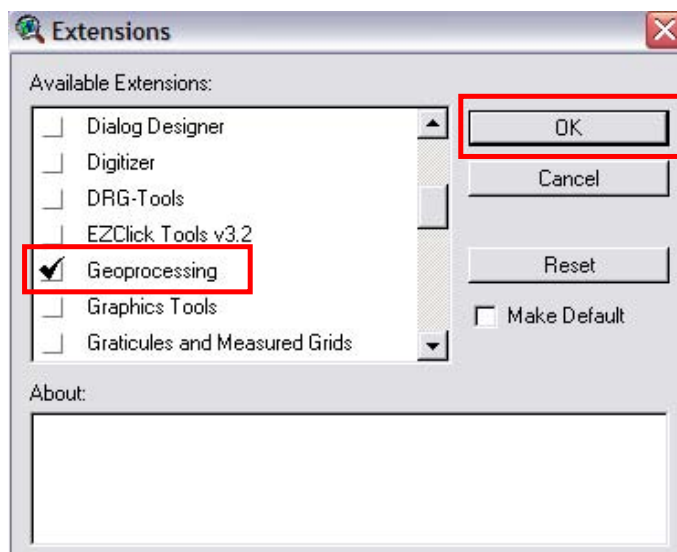 Extensions
Available Extensions:
Dialog Designer
Digitizer
DRG-Tools
EZClick Tools v3.2
Geoprocessing
Graphics Tools
Graticules and Measured Grids
OK
Cancel
Reset
Make Default
About: